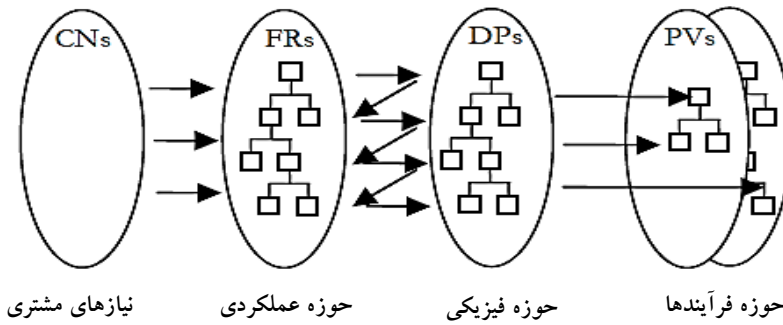 CNs
FRs
DPs
PVs
نیازهای مشتری
حوزه عملکردی
حوزه فیزیکی
حوزه فرآیندها